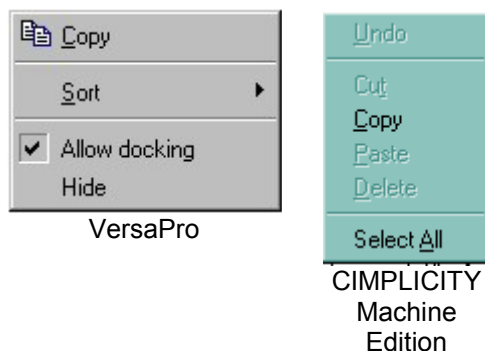 Copy
Sort
Allow docking
Hide
VersaPro
Undo
Cut
Copy
Paste
Delete
Select All
CIMPLICITY
Machine
Edition